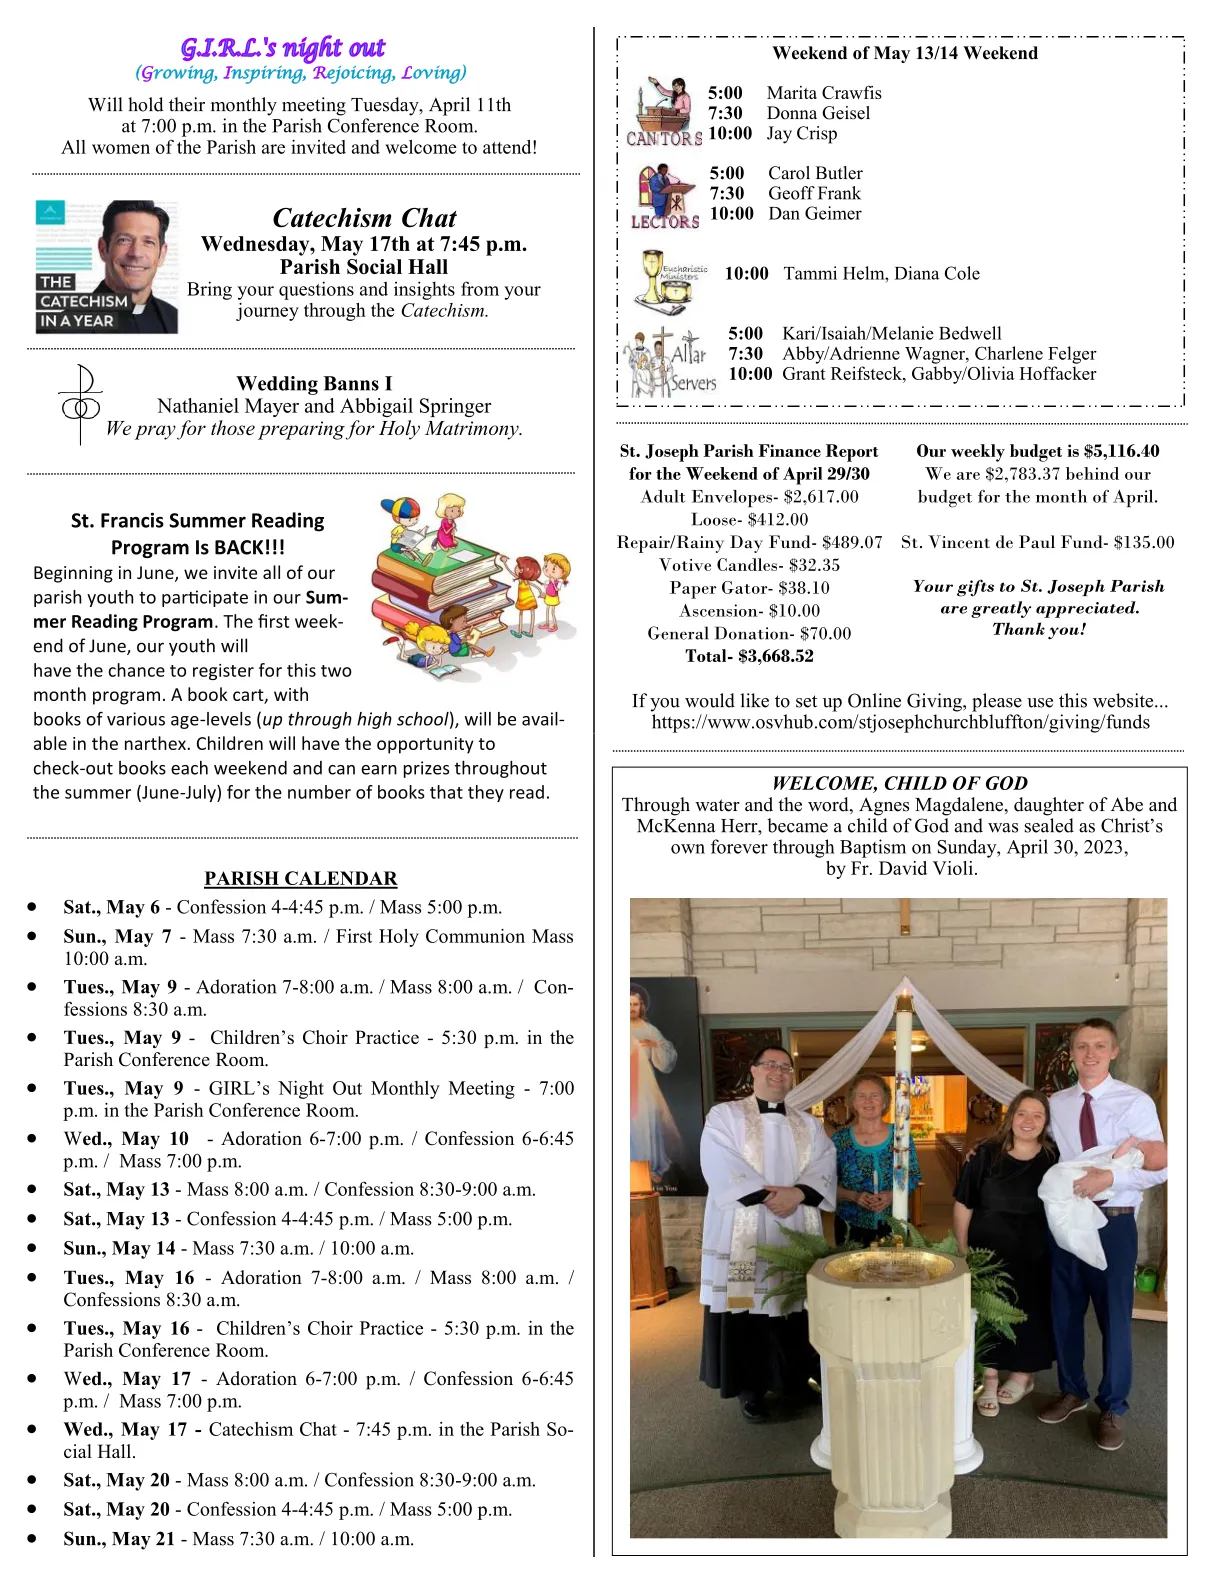 G.I.R.L.'s night out
(Growing, Inspiring, Rejoicing, Loving)
Will hold their monthly meeting Tuesday, April 11th
at 7:00 p.m. in the Parish Conference Room.
All women of the Parish are invited and welcome to attend!
THE
CATECHISM
IN A YEAR
Catechism Chat
Wednesday, May 17th at 7:45 p.m.
Parish Social Hall
Bring your questions and insights from your
journey through the Catechism.
Wedding Banns I
Nathaniel Mayer and Abbigail Springer
We pray for those preparing for Holy Matrimony.
St. Francis Summer Reading
Program Is BACK!!!
Beginning in June, we invite all of our
parish youth to participate in our Sum-
mer Reading Program. The first week-
end of June, our youth will
have the chance to register for this two
month program. A book cart, with
books of various age-levels (up through high school), will be avail-
able in the narthex. Children will have the opportunity to
check-out books each weekend and can earn prizes throughout
the summer (June-July) for the number of books that they read.
PARISH CALENDAR
• Sat., May 6 - Confession 4-4:45 p.m. / Mass 5:00 p.m.
• Sun., May 7 - Mass 7:30 a.m. / First Holy Communion Mass
10:00 a.m.
• Tues., May 9 - Adoration 7-8:00 a.m. / Mass 8:00 a.m. / Con-
fessions 8:30 a.m.
• Tues., May 9 - Children's Choir Practice - 5:30 p.m. in the
Parish Conference Room.
• Tues., May 9 - GIRL's Night Out Monthly Meeting - 7:00
p.m. in the Parish Conference Room.
• Wed., May 10 - Adoration 6-7:00 p.m. / Confession 6-6:45
p.m. / Mass 7:00 p.m.
• Sat., May 13 - Mass 8:00 a.m. / Confession 8:30-9:00 a.m.
• Sat., May 13 - Confession 4-4:45 p.m. / Mass 5:00 p.m.
• Sun., May 14 - Mass 7:30 a.m. / 10:00 a.m.
• Tues., May 16 - Adoration 7-8:00 a.m. / Mass 8:00 a.m. /
Confessions 8:30 a.m.
• Tues., May 16 - Children's Choir Practice - 5:30 p.m. in the
Parish Conference Room.
• Wed., May 17 - Adoration 6-7:00 p.m. / Confession 6-6:45
p.m. / Mass 7:00 p.m.
• Wed., May 17 - Catechism Chat - 7:45 p.m. in the Parish So-
cial Hall.
• Sat., May 20 - Mass 8:00 a.m. / Confession 8:30-9:00 a.m.
• Sat., May 20 - Confession 4-4:45 p.m. / Mass 5:00 p.m.
• Sun., May 21 - Mass 7:30 a.m. / 10:00 a.m.
Weekend of May 13/14 Weekend
CANTORS
5:00 Marita Crawfis
7:30 Donna Geisel
10:00 Jay Crisp
LECTORS
5:00 Carol Butler
7:30 Geoff Frank
10:00 Dan Geimer
Eucharistic
Ministers
10:00 Tammi Helm, Diana Cole
Altar
Servers
5:00 Kari/Isaiah/Melanie Bedwell
7:30 Abby/Adrienne Wagner, Charlene Felger
10:00 Grant Reifsteck, Gabby/Olivia Hoffacker
St. Joseph Parish Finance Report
for the Weekend of April 29/30
Adult Envelopes- $2,617.00
Loose- $412.00
Repair/Rainy Day Fund- $489.07
Votive Candles- $32.35
Paper Gator- $38.10
Ascension- $10.00
General Donation- $70.00
Total- $3,668.52
Our weekly budget is $5,116.40
We are $2,783.37 behind our
budget for the month of April.
St. Vincent de Paul Fund- $135.00
Your gifts to St. Joseph Parish
are greatly appreciated.
Thank you!
If you would like to set up Online Giving, please use this website...
https://www.osvhub.com/stjosephchurchbluffton/giving/funds
WELCOME, CHILD OF GOD
Through water and the word, Agnes Magdalene, daughter of Abe and
McKenna Herr, became a child of God and was sealed as Christ's
own forever through Baptism on Sunday, April 30, 2023,
by Fr. David Violi.